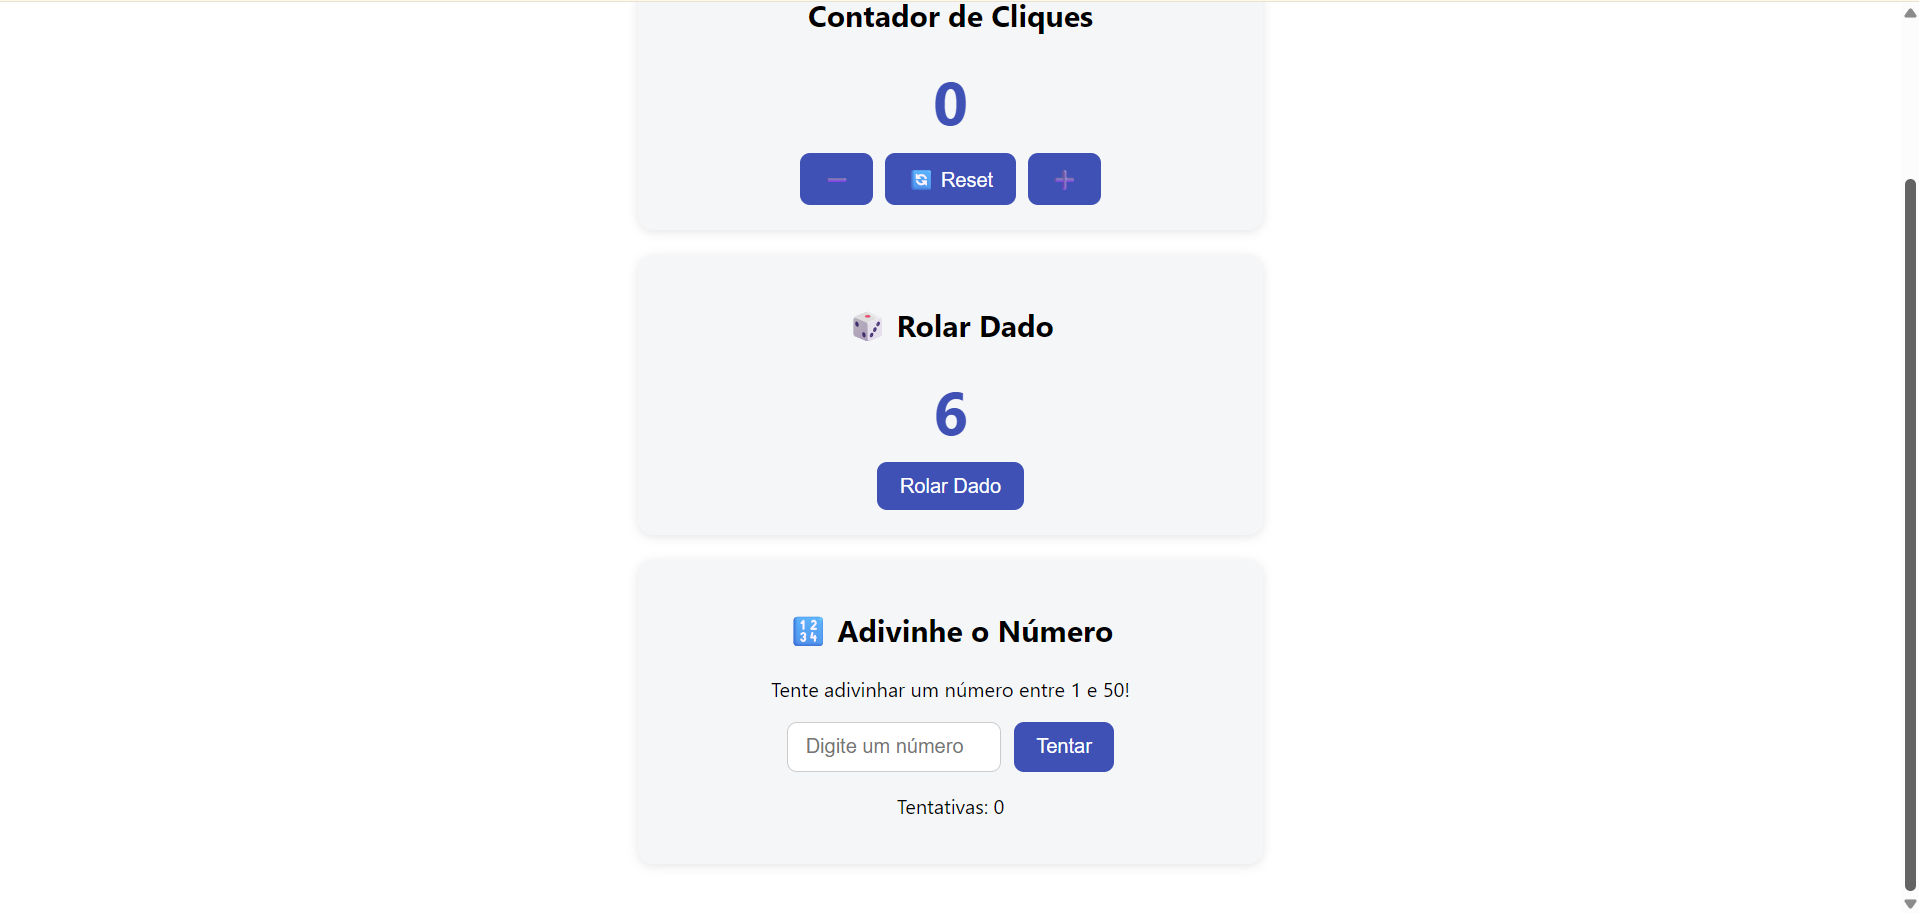 Contador de Cliques
0
➖ 🔄 Reset ➕
🎲 Rolar Dado
6
Rolar Dado
🔢 Adivinhe o Número
Tente adivinhar um número entre 1 e 50!
Digite um número Tentar
Tentativas: 0